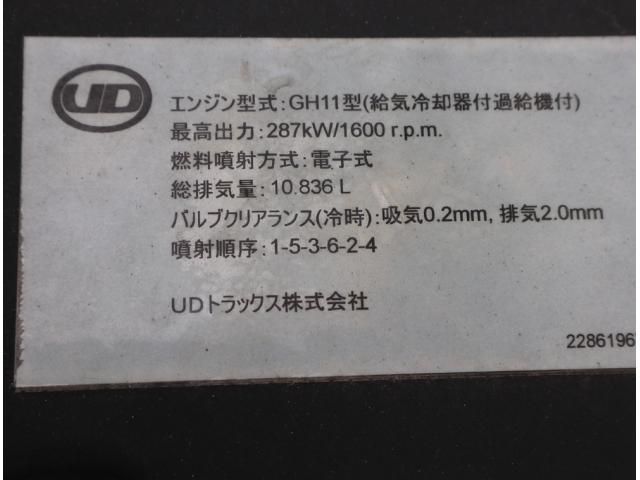 UD
エンジン型式:GH11型(給気冷却器付過給機付)
最高出力:287kW/1600 r.p.m.
燃料噴射方式:電子式
総排気量:10.836 L
バルブクリアランス(冷時):吸気0.2mm, 排気2.0mm
噴射順序:1-5-3-6-2-4
UDトラックス株式会社
2286196